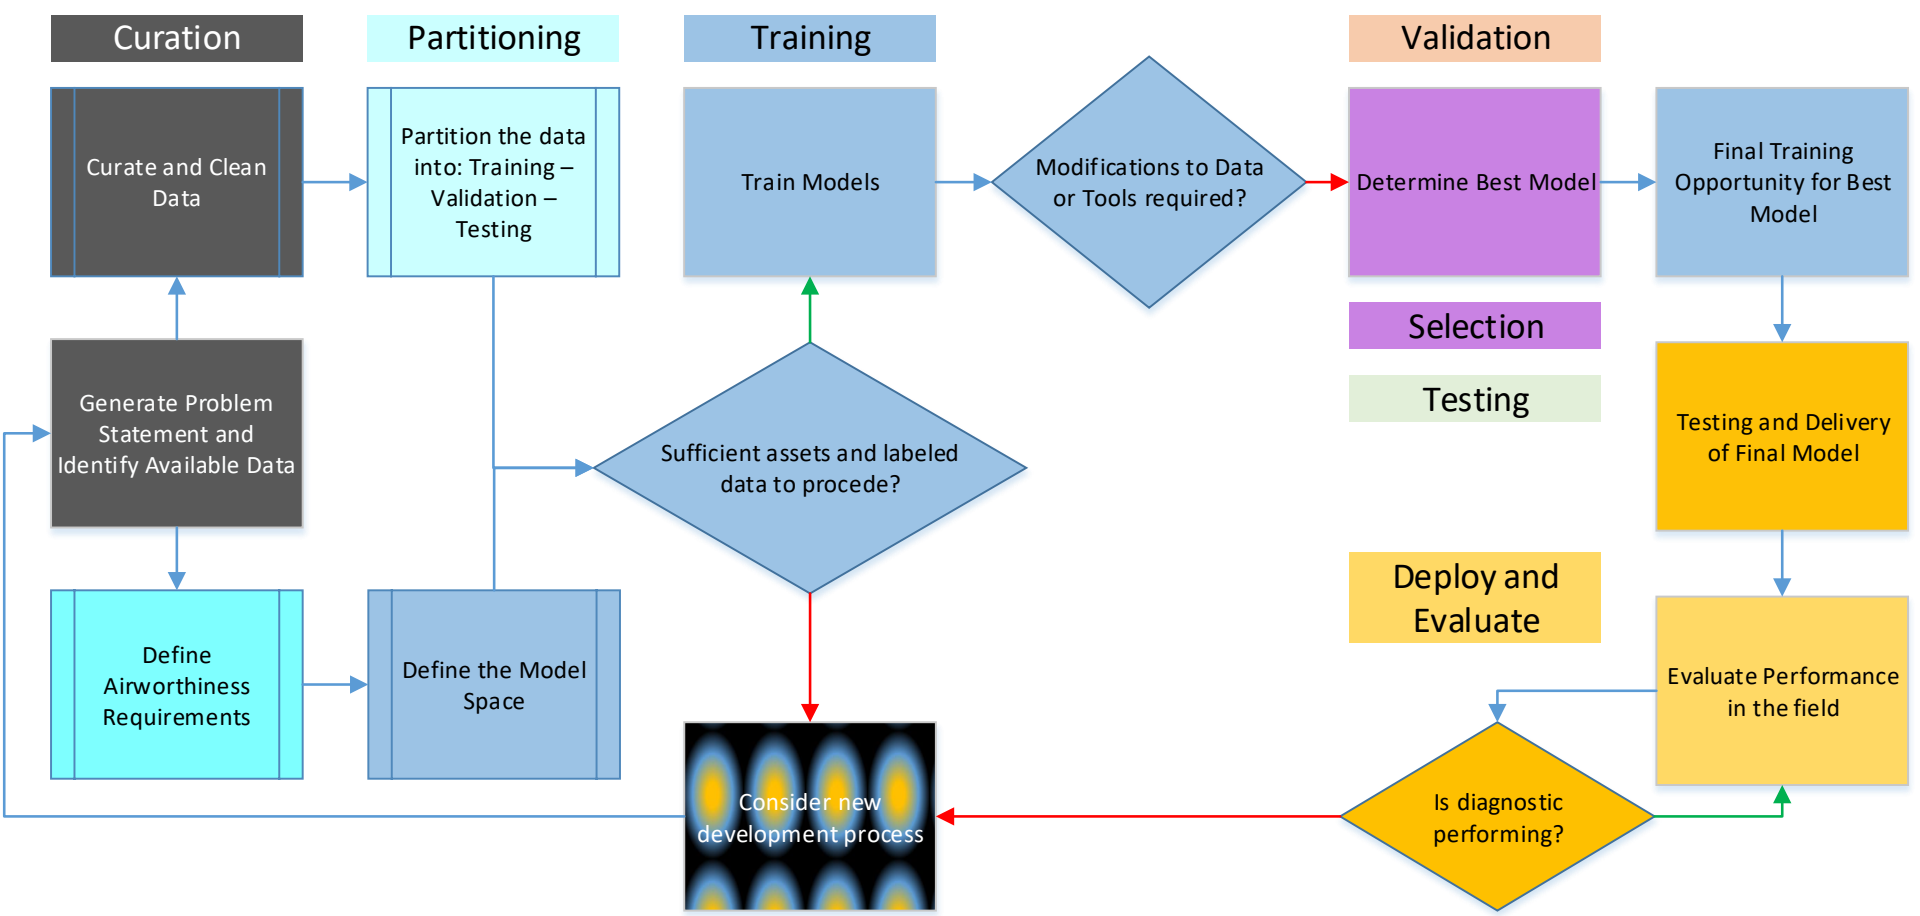 Curation
Partitioning
Training
Validation
Curate and Clean
Data
Partition the data
into: Training –
Validation –
Testing
Train Models
Modifications to Data
or Tools required?
Determine Best Model
Final Training
Opportunity for Best
Model
Selection
Testing
Generate Problem
Statement and
Identify Available Data
Sufficient assets and labeled
data to procede?
Testing and Delivery
of Final Model
Deploy and
Evaluate
Define
Airworthiness
Requirements
Define the Model
Space
Evaluate Performance
in the field
Consider new
development process
Is diagnostic
performing?